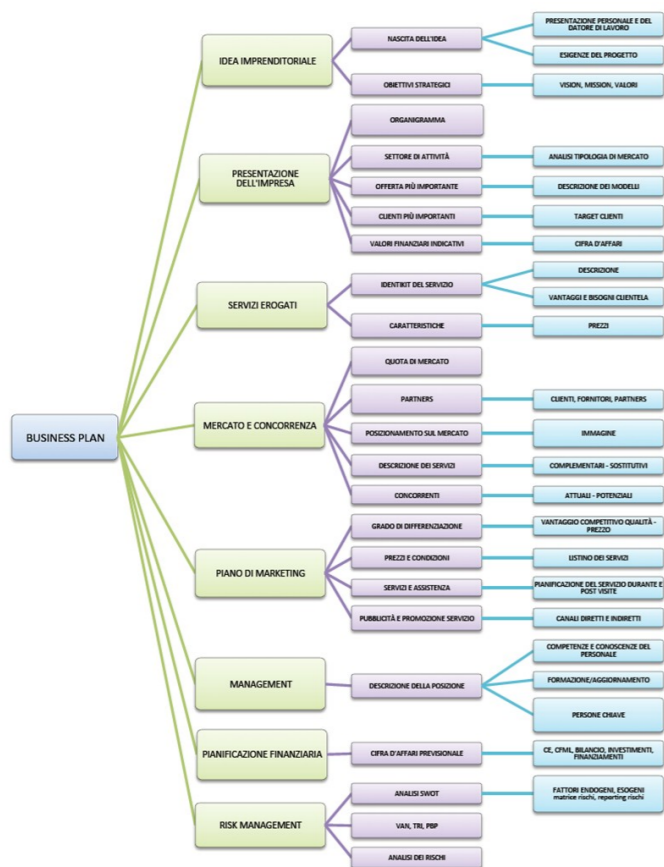 BUSINESS PLAN
IDEA IMPRENDITORIALE
NASCITA DELL'IDEA
PRESENTAZIONE PERSONALE E DEL
DATORE DI LAVORO
ESIGENZE DEL PROGETTO
OBIETTIVI STRATEGICI
VISION, MISSION, VALORI
PRESENTAZIONE
DELL'IMPRESA
ORGANIGRAMMA
SETTORE DI ATTIVITÀ
ANALISI TIPOLOGIA DI MERCATO
OFFERTA PIÙ IMPORTANTE
DESCRIZIONE DEI MODELLI
CLIENTI PIÙ IMPORTANTI
TARGET CLIENTI
VALORI FINANZIARI INDICATIVI
CIFRA D'AFFARI
SERVIZI EROGATI
IDENTIKIT DEL SERVIZIO
DESCRIZIONE
VANTAGGI E BISOGNI CLIENTELA
CARATTERISTICHE
PREZZI
MERCATO E CONCORRENZA
QUOTA DI MERCATO
PARTNERS
CLIENTI, FORNITORI, PARTNERS
POSIZIONAMENTO SUL MERCATO
IMMAGINE
DESCRIZIONE DEI SERVIZI
COMPLEMENTARI - SOSTITUTIVI
CONCORRENTI
ATTUALI - POTENZIALI
PIANO DI MARKETING
GRADO DI DIFFERENZIAZIONE
VANTAGGIO COMPETITIVO QUALITÀ -
PREZZO
PREZZI E CONDIZIONI
LISTINO DEI SERVIZI
SERVIZI E ASSISTENZA
PIANIFICAZIONE DEL SERVIZIO DURANTE E
POST VISITE
PUBBLICITÀ E PROMOZIONE SERVIZIO
CANALI DIRETTI E INDIRETTI
MANAGEMENT
DESCRIZIONE DELLA POSIZIONE
COMPETENZE E CONOSCENZE DEL
PERSONALE
FORMAZIONE/AGGIORNAMENTO
PERSONE CHIAVE
PIANIFICAZIONE FINANZIARIA
CIFRA D'AFFARI PREVISIONALE
CE, CFML, BILANCIO, INVESTIMENTI,
FINANZIAMENTI
RISK MANAGEMENT
ANALISI SWOT
FATTORI ENDOGENI, ESOGENI
matrice rischi, reporting rischi
VAN, TRI, PBP
ANALISI DEI RISCHI